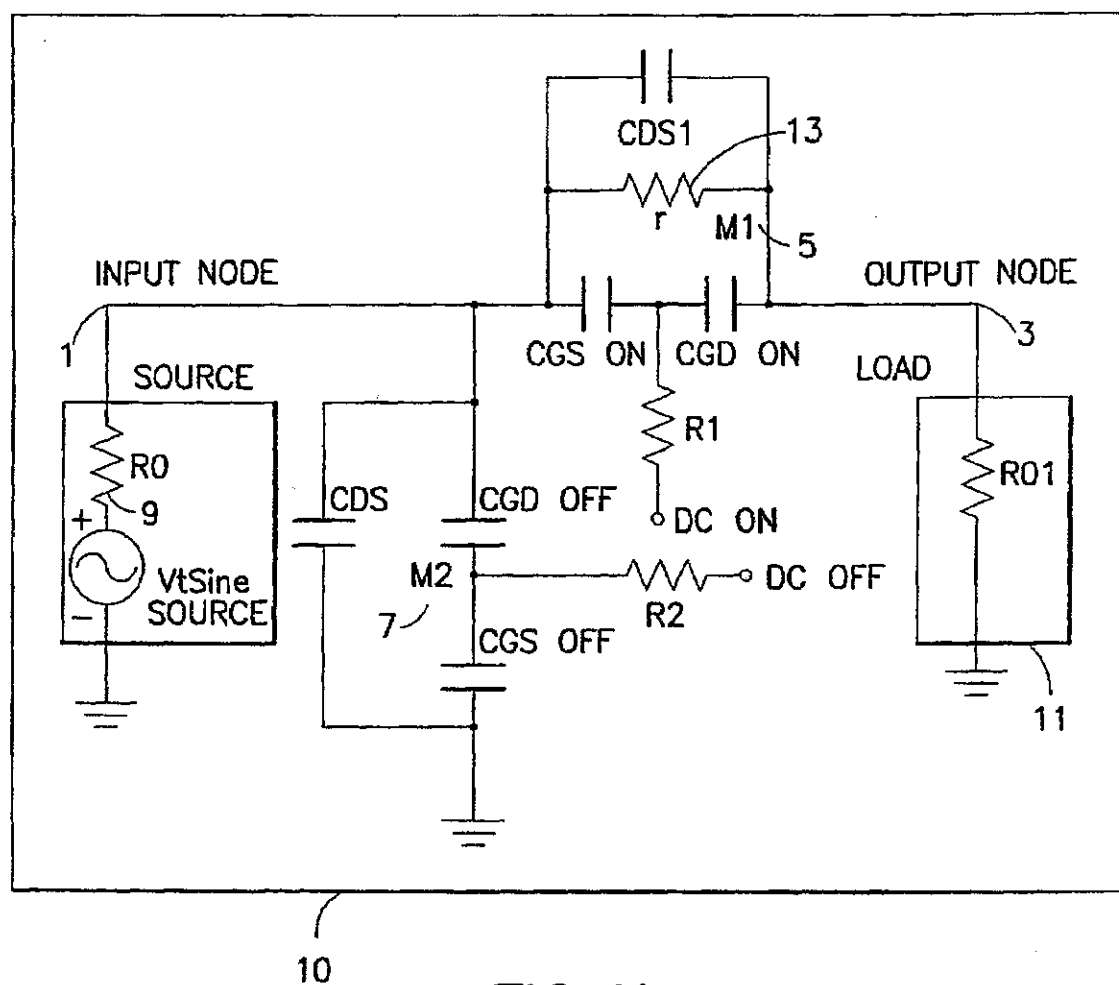 CDS1
13
r
M1
5
INPUT NODE
OUTPUT NODE
1
3
CGS ON
CGD ON
SOURCE
LOAD
R0
R1
R01
9
+
CDS
CGD OFF
DC ON
VtSine
SOURCE
-
M2
DC OFF
7
R2
CGS OFF
11
10